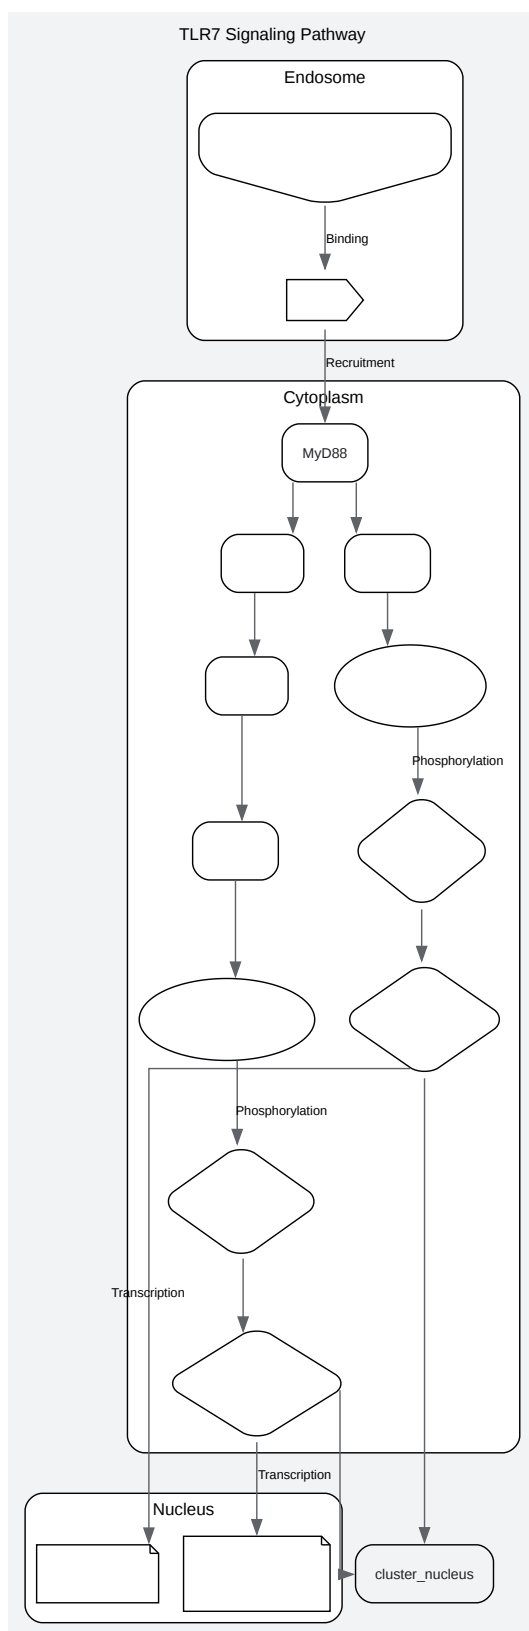 TLR7 Signaling Pathway
Endosome
Binding
Recruitment
Cytoplasm
MyD88
Phosphorylation
Phosphorylation
Transcription
Transcription
Nucleus
cluster_nucleus